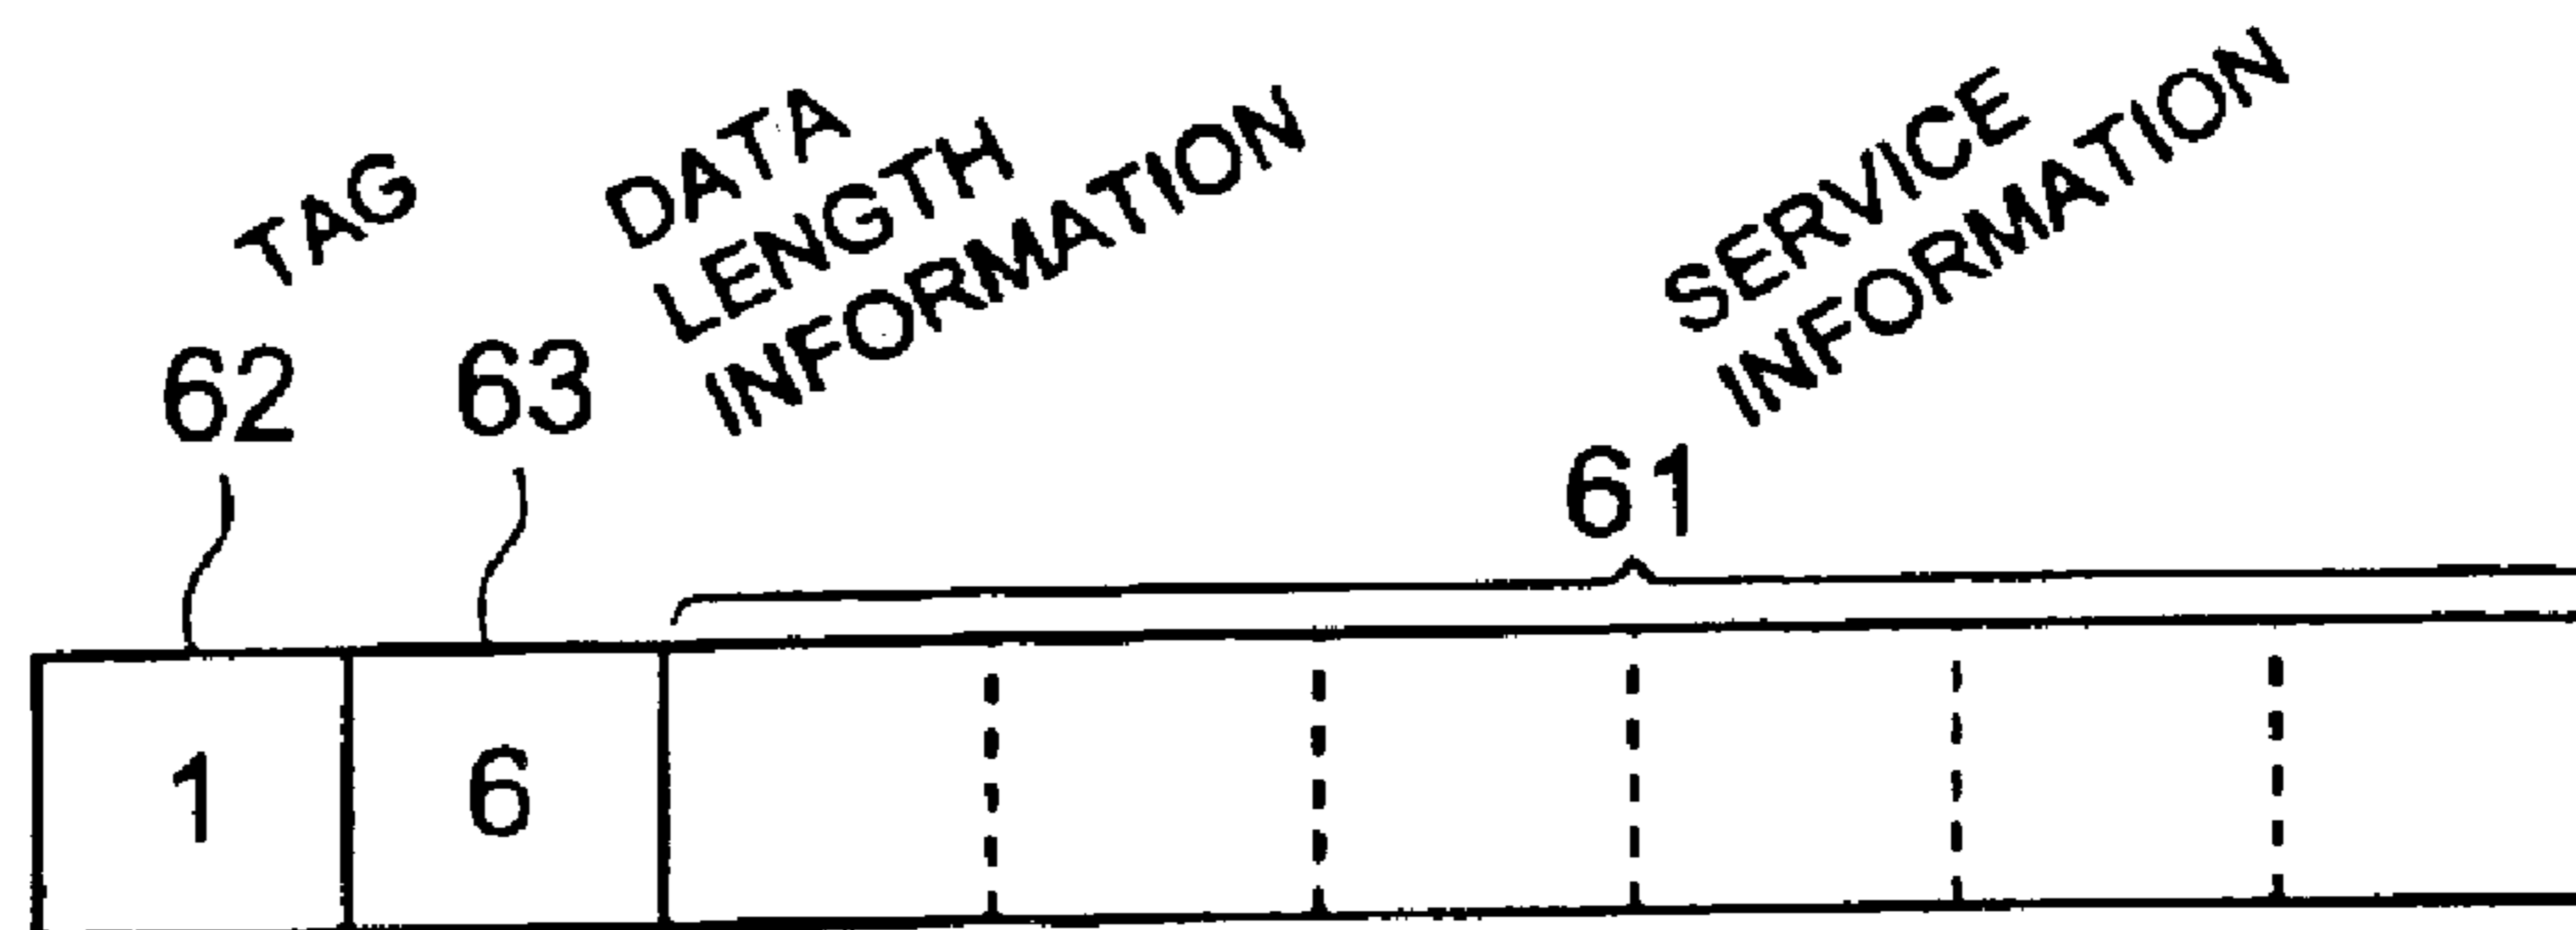 TAG
DATA
LENGTH
INFORMATION
SERVICE
INFORMATION
62
63
61
1
6